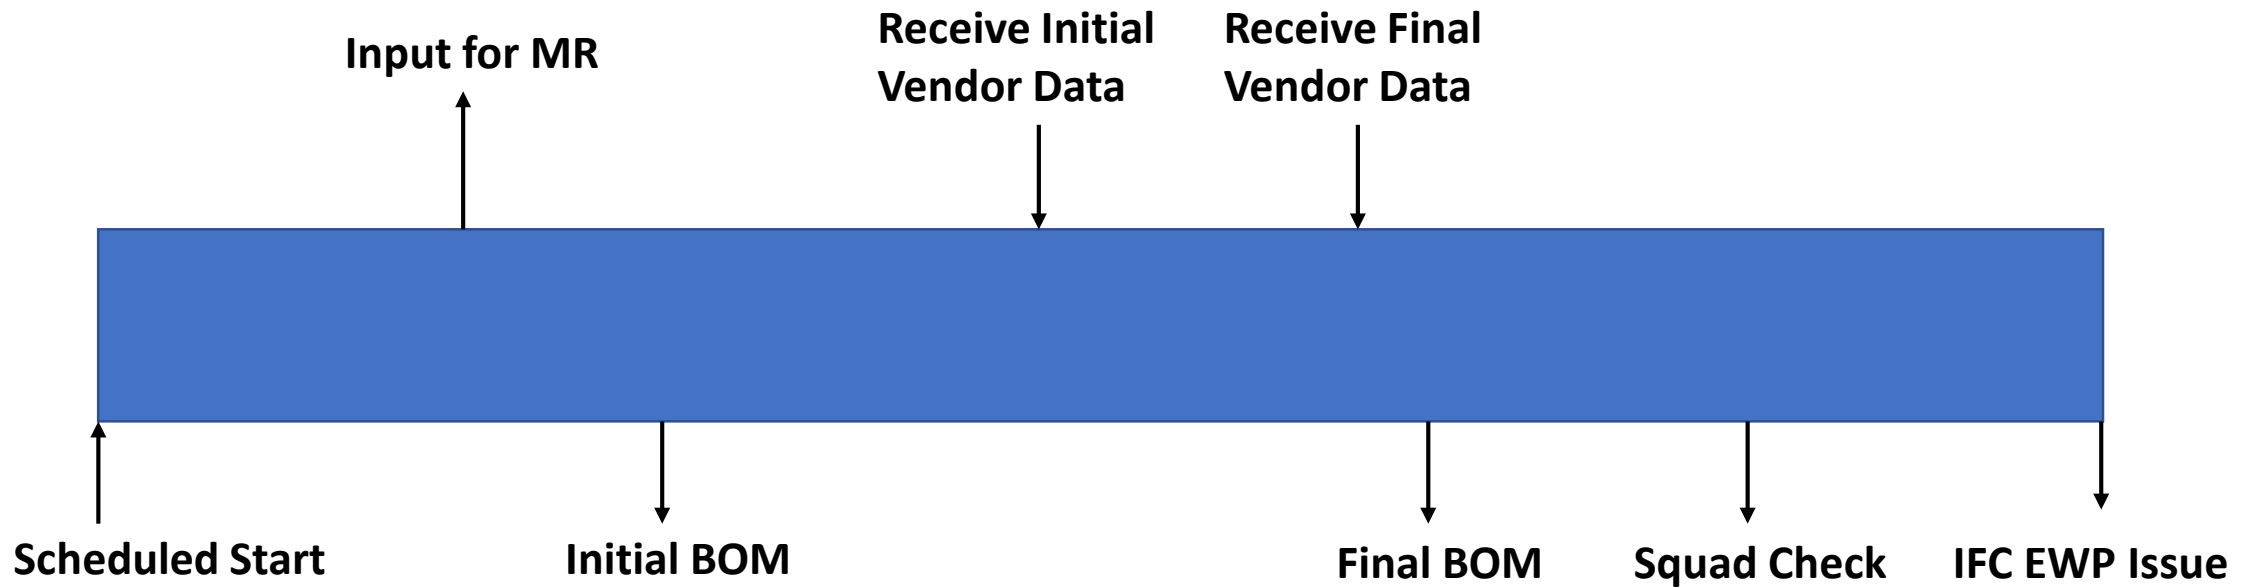 Input for MR
Receive Initial
Vendor Data
Receive Final
Vendor Data
Scheduled Start
Initial BOM
Final BOM
Squad Check
IFC EWP Issue